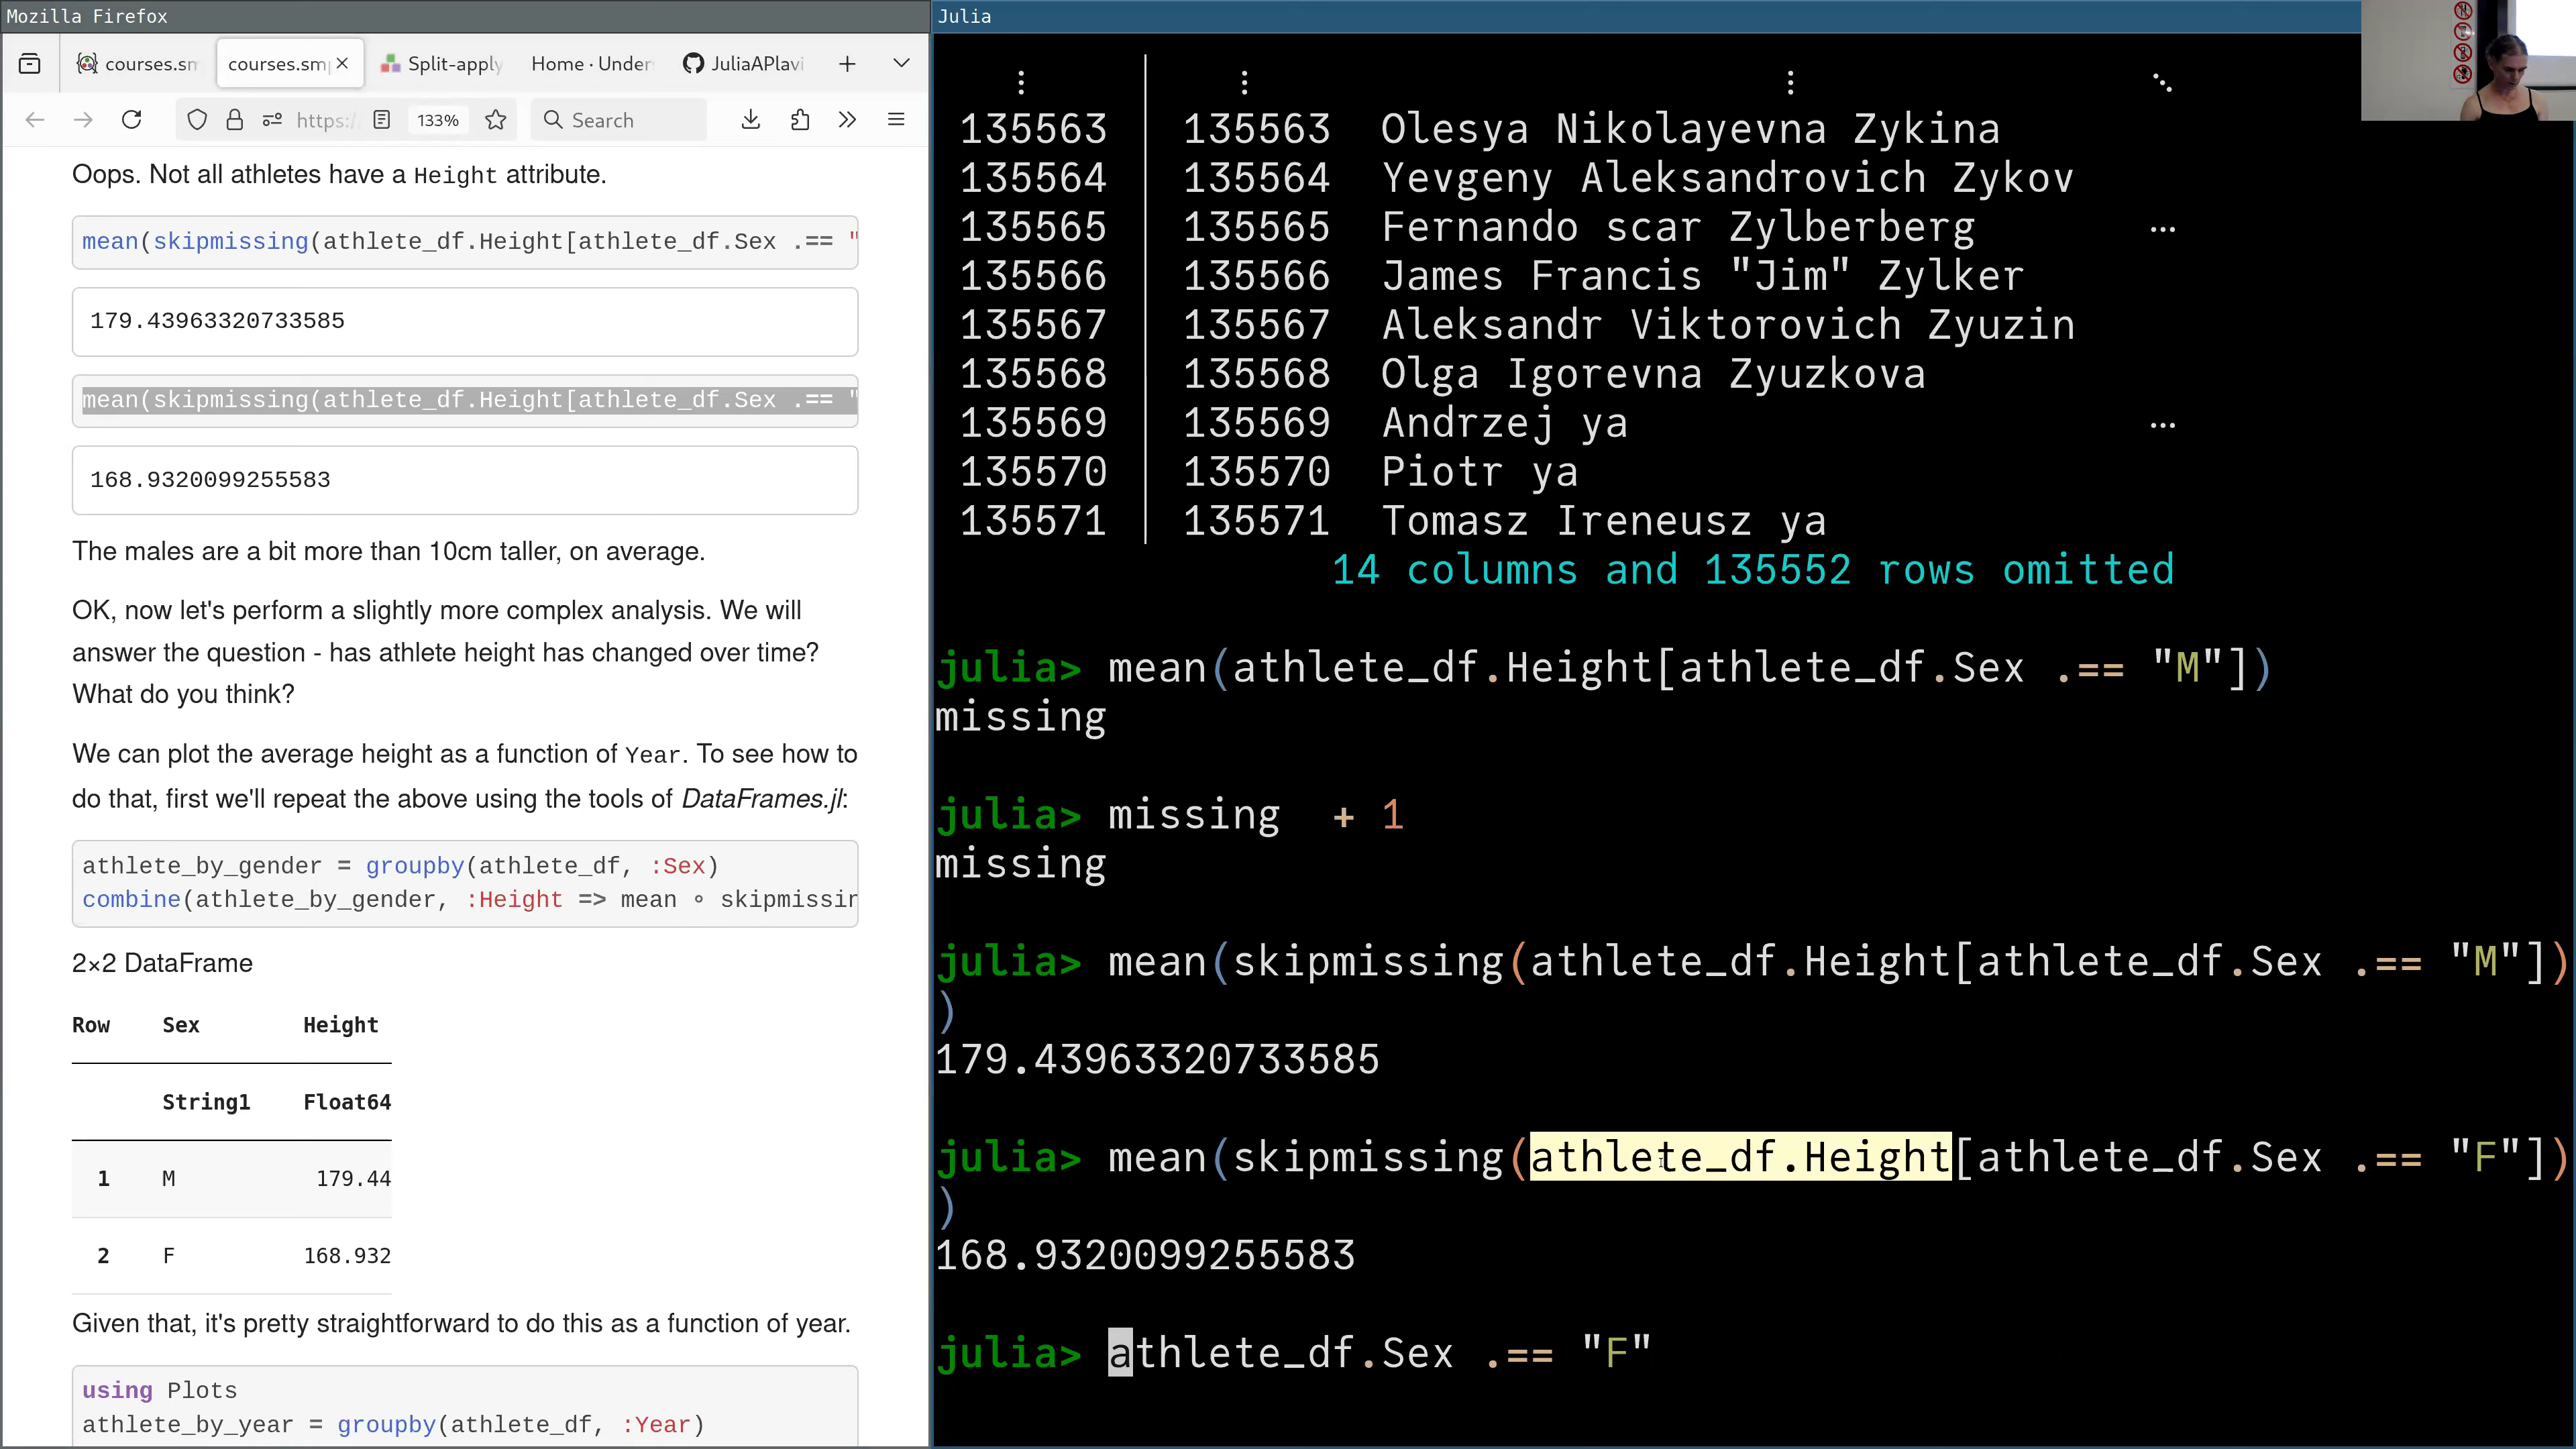 Mozilla Firefox
courses.sm
courses.sm
Split-apply
Home · Under
JuliaAPlavi
https:/
133%
Search
Oops. Not all athletes have a Height attribute.
mean(skipmissing(athlete_df.Height[athlete_df.Sex .== "
179.43963320733585
mean(skipmissing(athlete_df.Height[athlete_df.Sex .== "
168.9320099255583
The males are a bit more than 10cm taller, on average.
OK, now let's perform a slightly more complex analysis. We will
answer the question - has athlete height has changed over time?
What do you think?
We can plot the average height as a function of Year. To see how to
do that, first we'll repeat the above using the tools of DataFrames.jl:
athlete_by_gender = groupby(athlete_df, :Sex)
combine(athlete_by_gender, :Height => mean ∘ skipmissin
2×2 DataFrame
Row Sex Height
String1 Float64
1 M 179.44
2 F 168.932
Given that, it's pretty straightforward to do this as a function of year.
using Plots
athlete_by_year = groupby(athlete_df, :Year)
Julia
⋮ ⋮ ⋮ ⋱
135563 135563 Olesya Nikolayevna Zykina
135564 135564 Yevgeny Aleksandrovich Zykov
135565 135565 Fernando scar Zylberberg …
135566 135566 James Francis "Jim" Zylker
135567 135567 Aleksandr Viktorovich Zyuzin
135568 135568 Olga Igorevna Zyuzkova
135569 135569 Andrzej ya …
135570 135570 Piotr ya
135571 135571 Tomasz Ireneusz ya
14 columns and 135552 rows omitted
julia> mean(athlete_df.Height[athlete_df.Sex .== "M"])
missing
julia> missing  + 1
missing
julia> mean(skipmissing(athlete_df.Height[athlete_df.Sex .== "M"])
)
179.43963320733585
julia> mean(skipmissing(athlete_df.Height[athlete_df.Sex .== "F"])
)
168.9320099255583
julia> athlete_df.Sex .== "F"